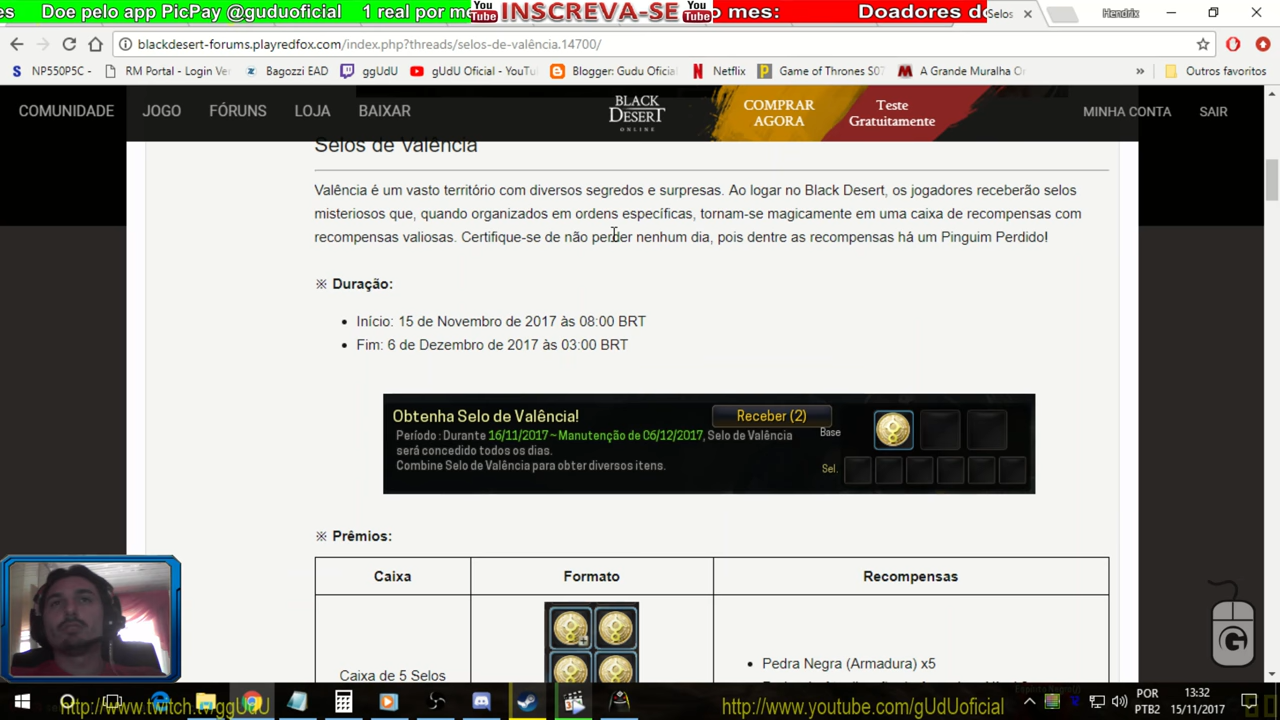 es Doe pelo app PicPay @guduoficial 1 real por me You Tube INSCREVA-SE You Tube o mes: Doadores do
Selos
Hendrix
blackdesert-forums.playredfox.com/index.php?threads/selos-de-valência.14700/
NP550P5C - RM Portal - Login Ve Bagozzi EAD ggUdU gUdU Oficial - YouTu Blogger: Gudu Oficia Netflix Game of Thrones S07 A Grande Muralha On » Outros favoritos
COMUNIDADE JOGO FÓRUNS LOJA BAIXAR BLACK DESERT ONLINE COMPRAR AGORA Teste Gratuitamente MINHA CONTA SAIR
Selos de Valência
Valência é um vasto território com diversos segredos e surpresas. Ao logar no Black Desert, os jogadores receberão selos
misteriosos que, quando organizados em ordens específicas, tornam-se magicamente em uma caixa de recompensas com
recompensas valiosas. Certifique-se de não perder nenhum dia, pois dentre as recompensas há um Pinguim Perdido!
※ Duração:
• Início: 15 de Novembro de 2017 às 08:00 BRT
• Fim: 6 de Dezembro de 2017 às 03:00 BRT
Obtenha Selo de Valência! Receber (2)
Período : Durante 16/11/2017 ~ Manutenção de 06/12/2017, Selo de Valência Base
será concedido todos os dias.
Combine Selo de Valência para obter diversos itens. Sel.
※ Prêmios:
Caixa Formato Recompensas
• Pedra Negra (Armadura) x5
Caixa de 5 Selos
POR 13:32
PTB2 15/11/2017
http://www.twitch.tv/ggUdU http://www.youtube.com/gUdUoficial